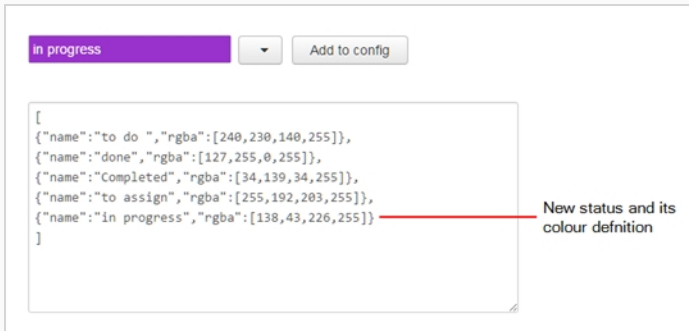 in progress
Add to config
[
{"name":"to do ","rgba":[240,230,140,255]},
{"name":"done","rgba":[127,255,0,255]},
{"name":"Completed","rgba":[34,139,34,255]},
{"name":"to assign","rgba":[255,192,203,255]},
{"name":"in progress","rgba":[138,43,226,255]}
]
New status and its
colour defnition